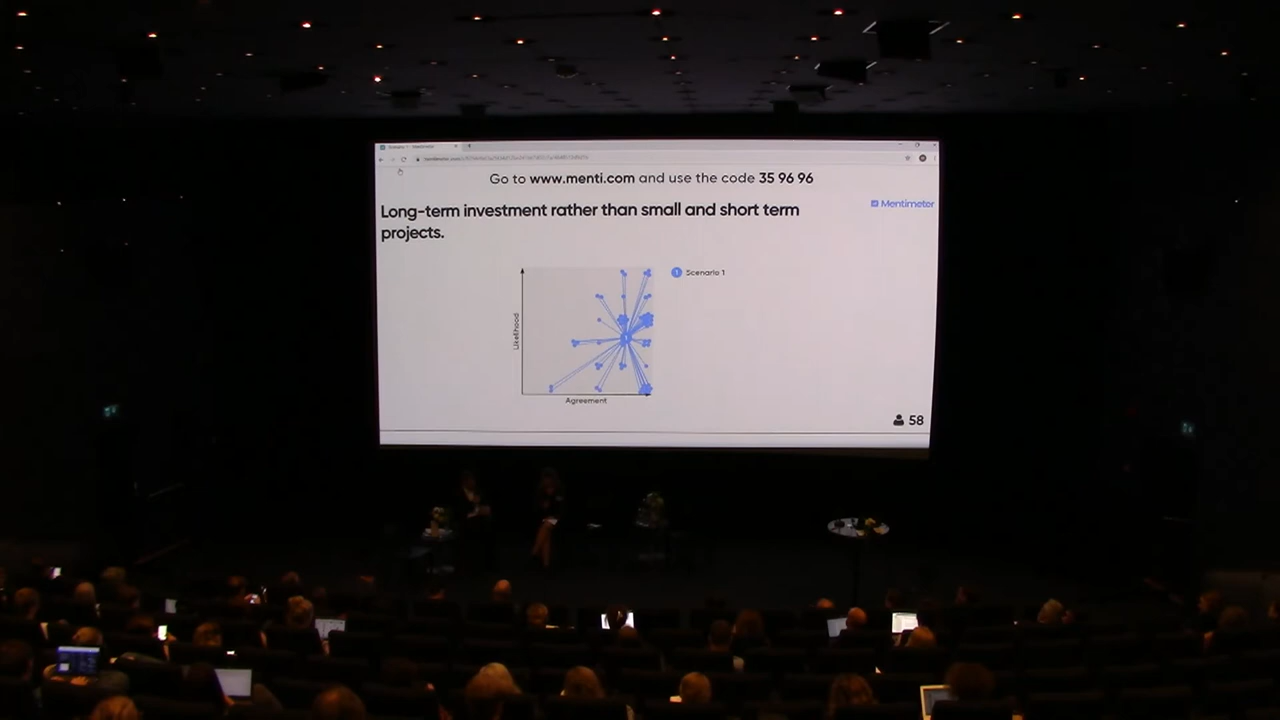 Go to www.menti.com and use the code 35 96 96
Long-term investment rather than small and short term
projects.
Mentimeter
1 Scenario 1
Likelihood
Agreement
58